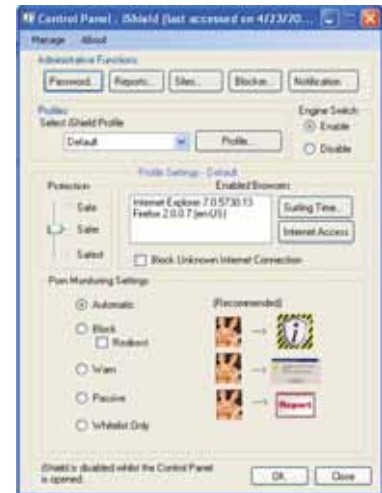 Control Panel - iShield (last accessed on 4/23/20...
Manage About
Administrative Functions
Password... Reports... Sites... Blocker... Notification
Profiles
Select iShield Profile
Default Profile...
Engine Switch
Enable
Disable
Profile Settings - Default
Protection
Safe
Safer
Safest
Enabled Browsers
Internet Explorer 7.0.5730.13
Firefox 2.0.0.7 (en-US)
Surfing Time...
Internet Access
Block Unknown Internet Connection
Porn Monitoring Settings
Automatic (Recommended)
Block
Redirect
Warn
Passive
Report
Whitelist Only
iShield is disabled whilst the Control Panel
is opened.
OK Close